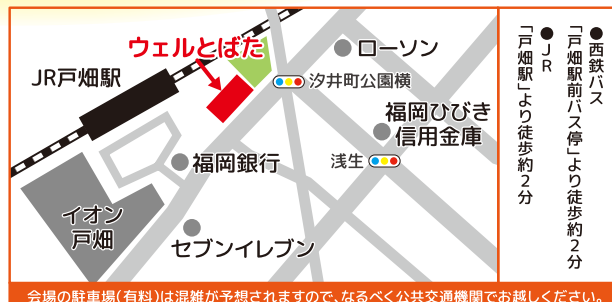 ウェルとばた
ローソン
JR戸畑駅
汐井町公園横
福岡ひびき
信用金庫
福岡銀行
浅生
イオン
戸畑
セブンイレブン
●西鉄バス
「戸畑駅前バス停」より徒歩約2分
●JR
「戸畑駅」より徒歩約2分
会場の駐車場(有料)は混雑が予想されますので、なるべく公共交通機関でお越しください。